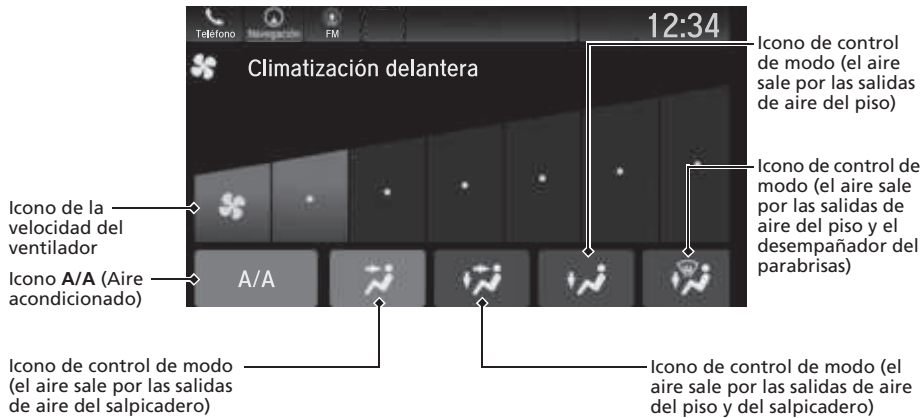 Teléfono
Navegación
FM
12:34
Climatización delantera
A/A
Icono de control
de modo (el aire
sale por las salidas
de aire del piso)
Icono de control de
modo (el aire sale
por las salidas de
aire del piso y el
desempañador del
parabrisas)
Icono de la
velocidad del
ventilador
Icono A/A (Aire
acondicionado)
Icono de control de modo
(el aire sale por las salidas
de aire del salpicadero)
Icono de control de modo (el
aire sale por las salidas de aire
del piso y del salpicadero)